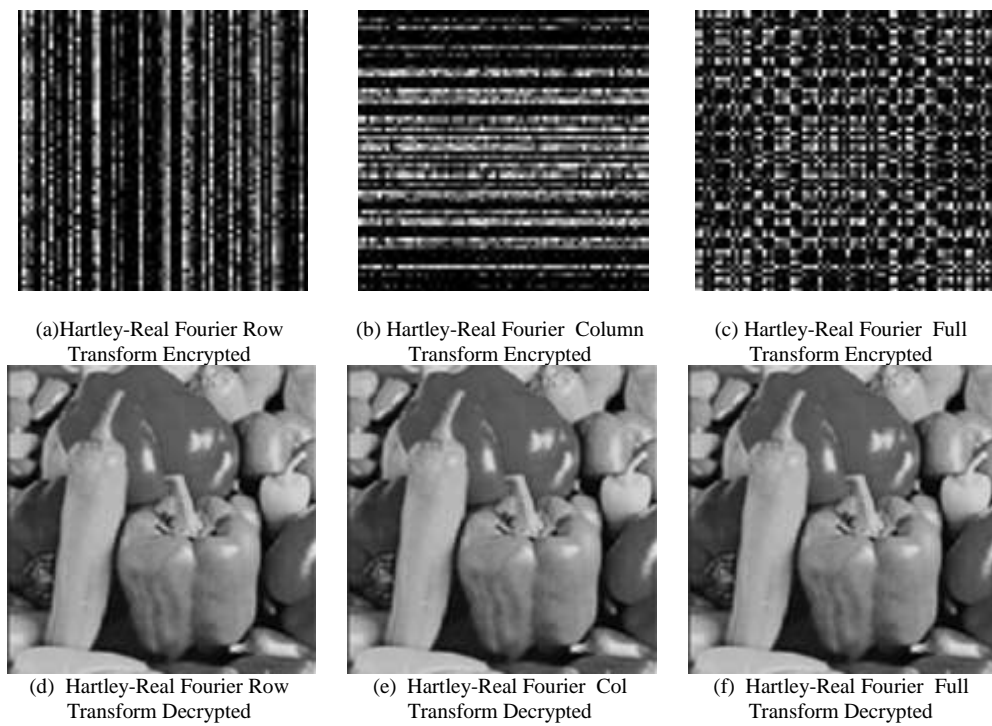 (a)Hartley-Real Fourier Row
Transform Encrypted
(b) Hartley-Real Fourier Column
Transform Encrypted
(c) Hartley-Real Fourier Full
Transform Encrypted
(d) Hartley-Real Fourier Row
Transform Decrypted
(e) Hartley-Real Fourier Col
Transform Decrypted
(f) Hartley-Real Fourier Full
Transform Decrypted